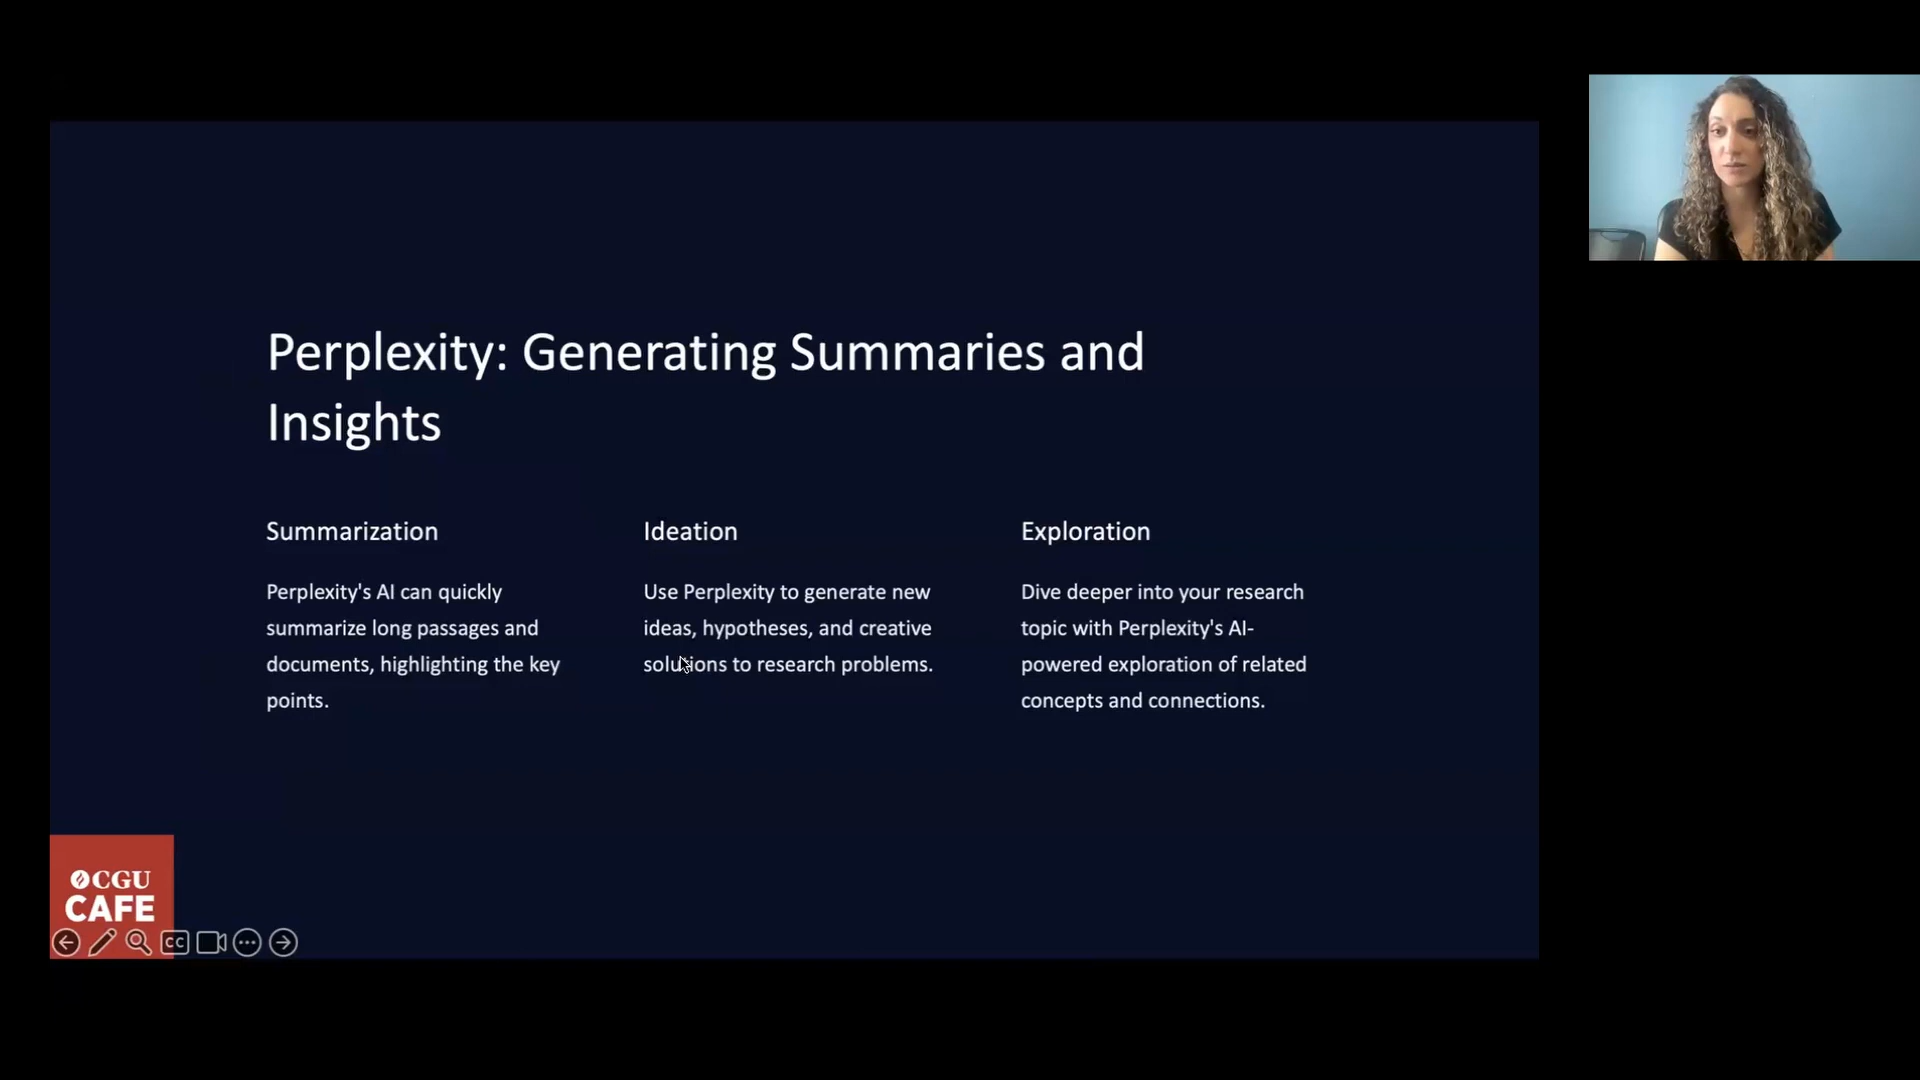 Perplexity: Generating Summaries and
Insights
Summarization
Perplexity's AI can quickly
summarize long passages and
documents, highlighting the key
points.
Ideation
Use Perplexity to generate new
ideas, hypotheses, and creative
solutions to research problems.
Exploration
Dive deeper into your research
topic with Perplexity's AI-
powered exploration of related
concepts and connections.
CGU
CAFE
CC